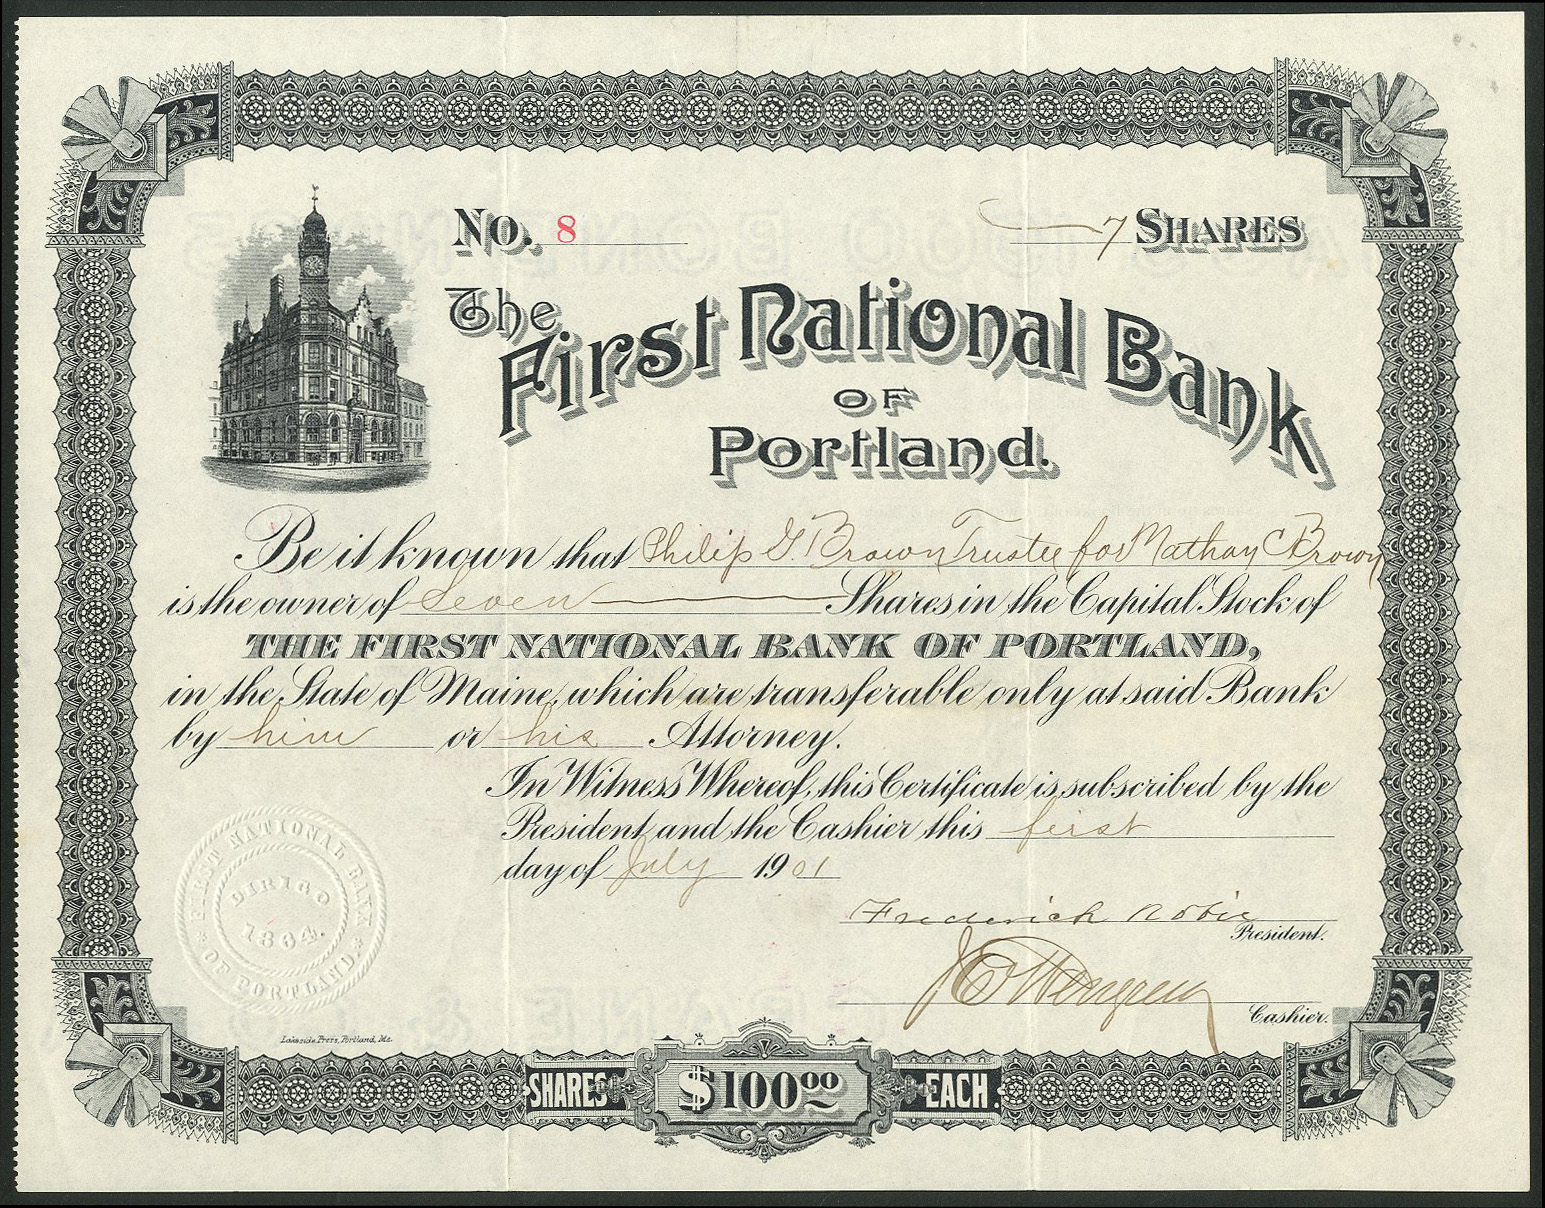 No. 8
7 SHARES
The
First National Bank
OF
Portland.
Be it known that Philip G. Brown Trustee for Nathan C Brown
is the owner of Seven Shares in the Capital Stock of
THE FIRST NATIONAL BANK OF PORTLAND,
in the State of Maine, which are transferable only at said Bank
by him or his Attorney.
In Witness Whereof, this Certificate is subscribed by the
President and the Cashier this first
day of July 1901
Frederick Robie
President.
Cashier.
FIRST NATIONAL BANK
OF PORTLAND
DIRIGO
1864.
Lakeside Press, Portland, Me.
SHARES $100.00 EACH.